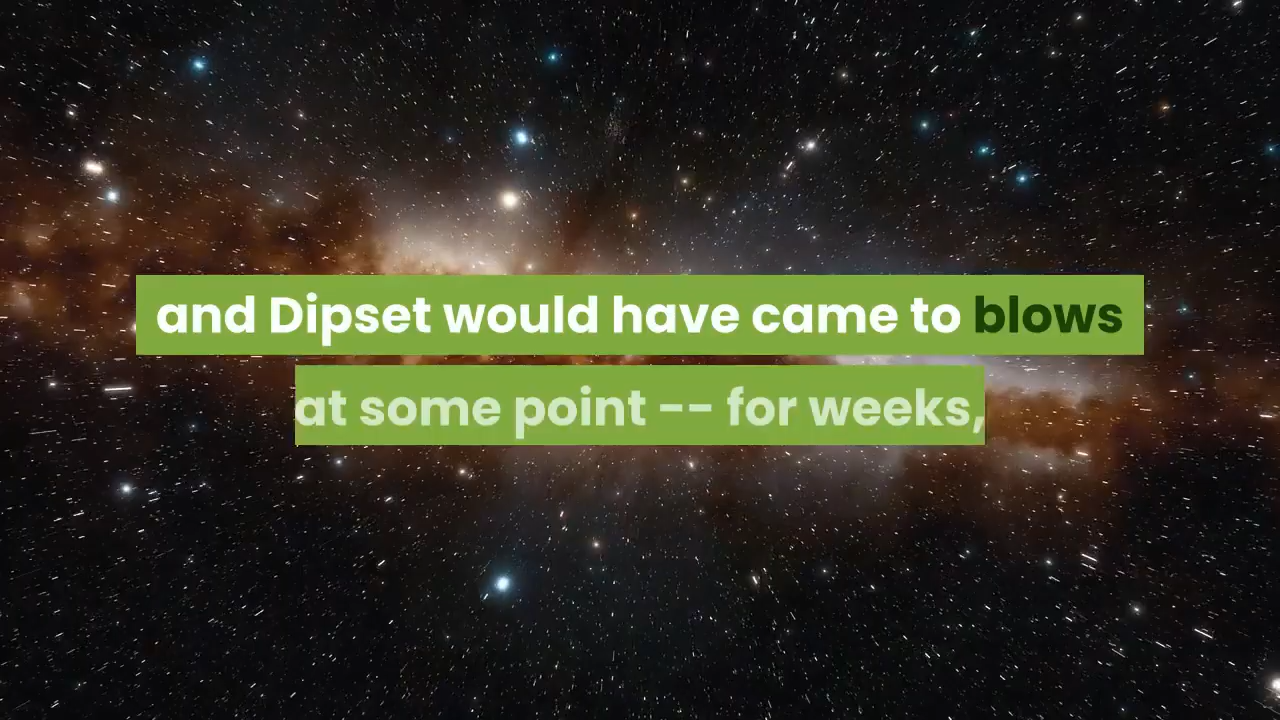 and Dipset would have came to blows
at some point -- for weeks,